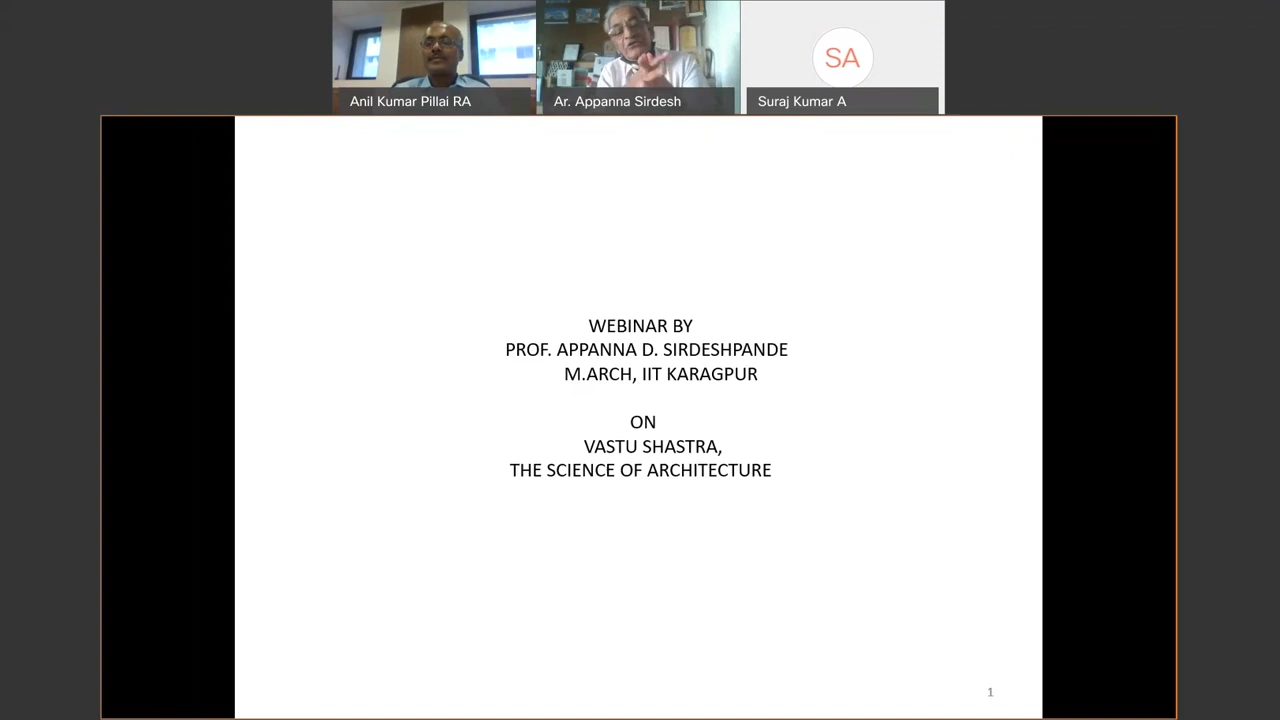 SA
Anil Kumar Pillai RA
Ar. Appanna Sirdesh
Suraj Kumar A
WEBINAR BY
PROF. APPANNA D. SIRDESHPANDE
M.ARCH, IIT KARAGPUR
ON
VASTU SHASTRA,
THE SCIENCE OF ARCHITECTURE
1